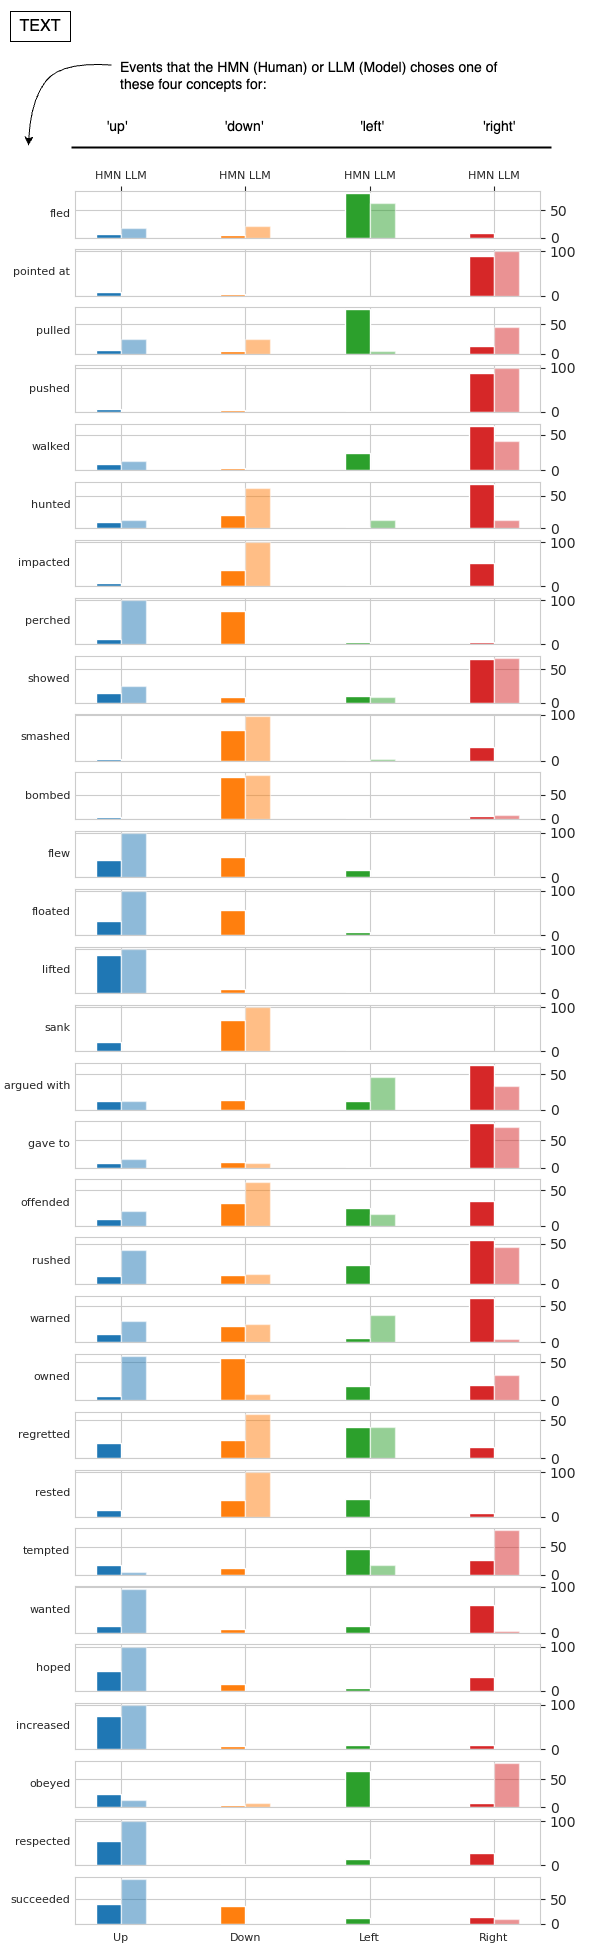 TEXT
Events that the HMN (Human) or LLM (Model) choses one of
these four concepts for:
'up' 'down' 'left' 'right'
HMN LLM HMN LLM HMN LLM HMN LLM
fled 50 0
pointed at 100 0
pulled 50 0
pushed 100 0
walked 50 0
hunted 50 0
impacted 100 0
perched 100 0
showed 50 0
smashed 100 0
bombed 50 0
flew 100 0
floated 100 0
lifted 100 0
sank 100 0
argued with 50 0
gave to 50 0
offended 50 0
rushed 50 0
warned 50 0
owned 50 0
regretted 50 0
rested 100 0
tempted 50 0
wanted 100 0
hoped 100 0
increased 100 0
obeyed 50 0
respected 100 0
succeeded 50 0
Up Down Left Right